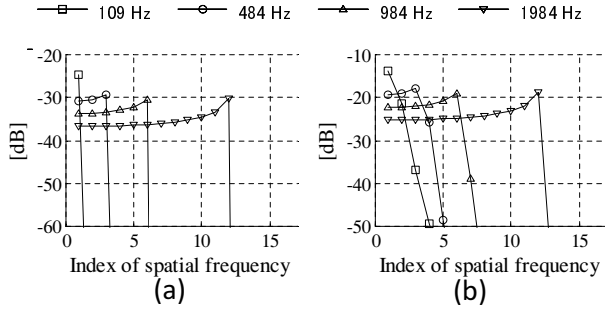 109 Hz 484 Hz 984 Hz 1984 Hz
-20
-30
-40
-50
-60
[dB]
0 5 10 15
Index of spatial frequency
(a)
-10
-20
-30
-40
-50
[dB]
0 5 10 15
Index of spatial frequency
(b)